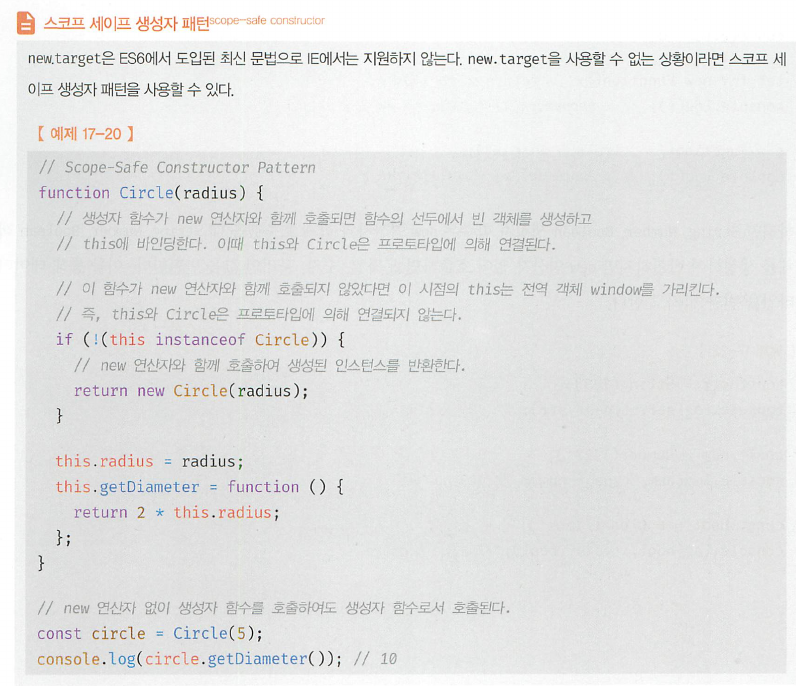 스코프 세이프 생성자 패턴scope-safe constructor
new.target은 ES6에서 도입된 최신 문법으로 IE에서는 지원하지 않는다. new.target을 사용할 수 없는 상황이라면 스코프 세
이프 생성자 패턴을 사용할 수 있다.
【 예제 17-20 】
// Scope-Safe Constructor Pattern
function Circle(radius) {
  // 생성자 함수가 new 연산자와 함께 호출되면 함수의 선두에서 빈 객체를 생성하고
  // this에 바인딩한다. 이때 this와 Circle은 프로토타입에 의해 연결된다.
  // 이 함수가 new 연산자와 함께 호출되지 않았다면 이 시점의 this는 전역 객체 window를 가리킨다.
  // 즉, this와 Circle은 프로토타입에 의해 연결되지 않는다.
  if (!(this instanceof Circle)) {
    // new 연산자와 함께 호출하여 생성된 인스턴스를 반환한다.
    return new Circle(radius);
  }
  this.radius = radius;
  this.getDiameter = function () {
    return 2 * this.radius;
  };
}
// new 연산자 없이 생성자 함수를 호출하여도 생성자 함수로서 호출된다.
const circle = Circle(5);
console.log(circle.getDiameter()); // 10